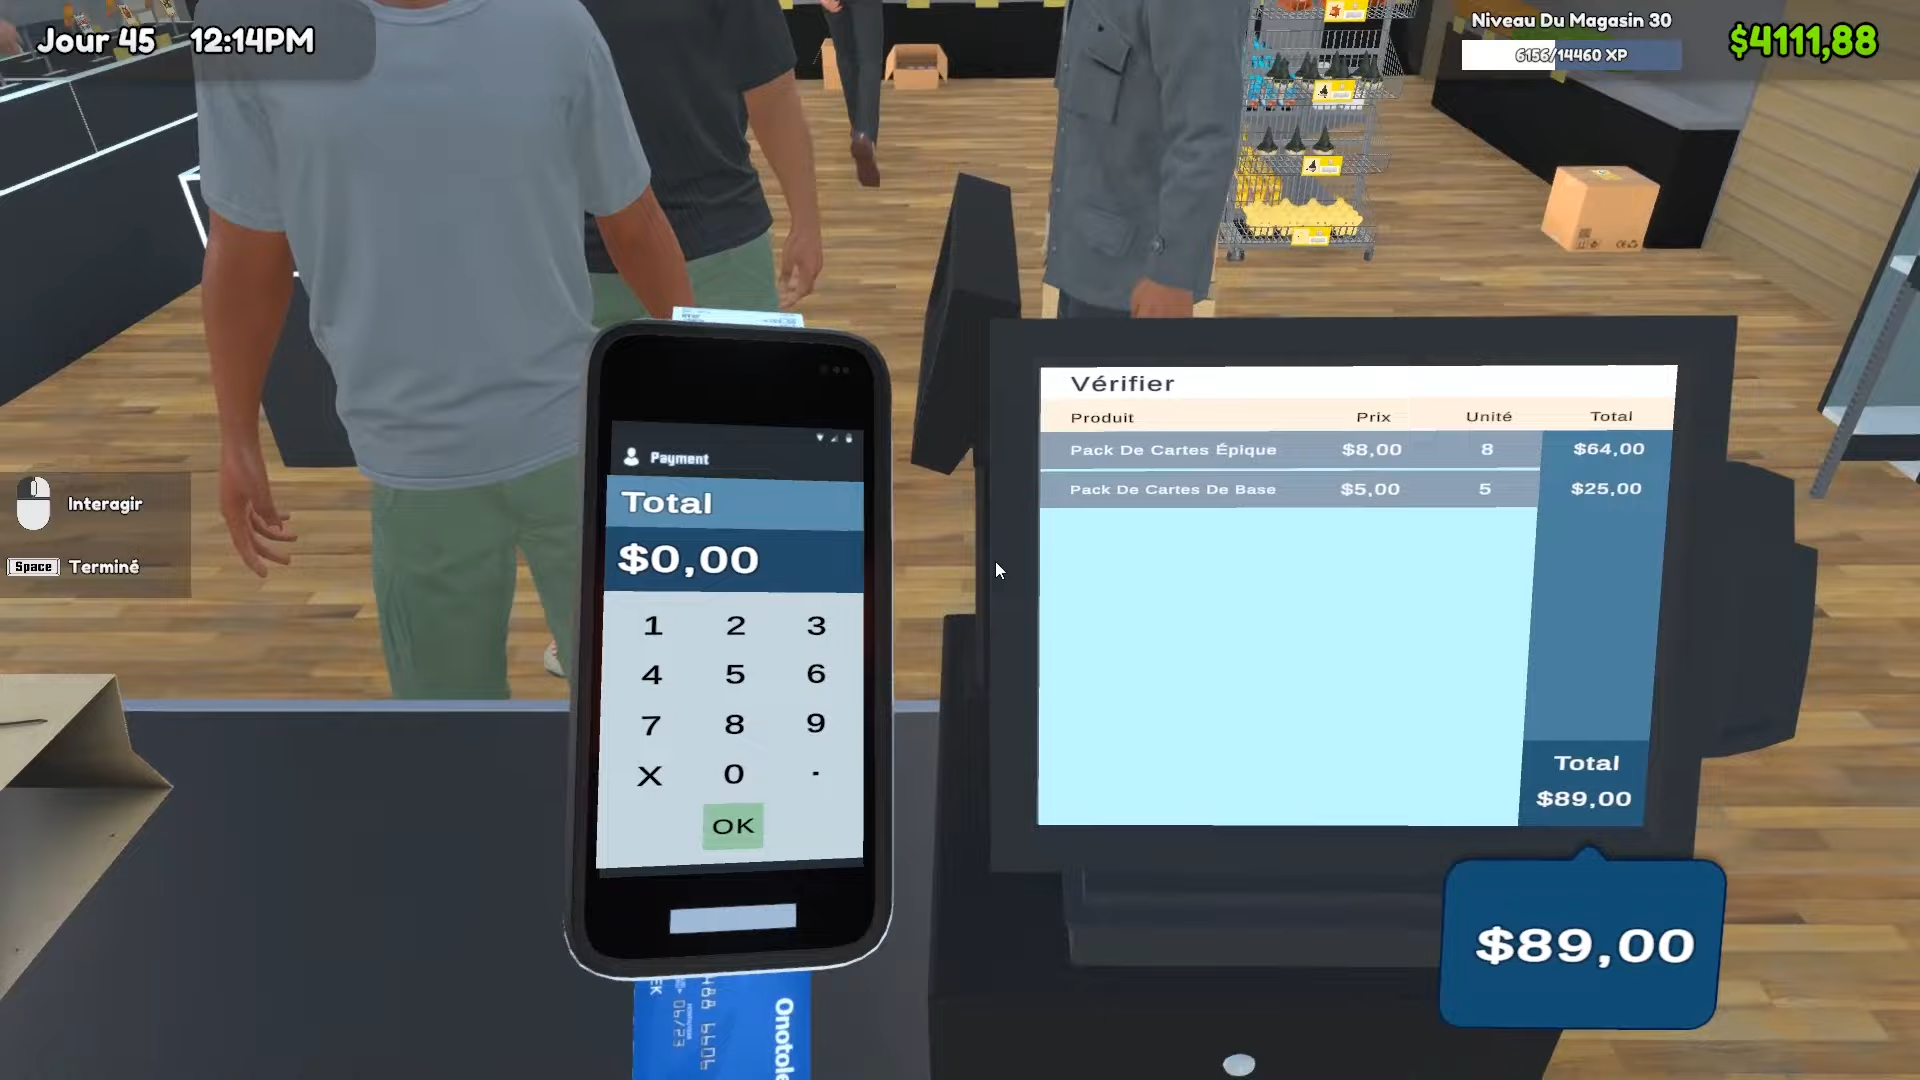 Jour 45 12:14PM
Niveau Du Magasin 30
6156/14460 XP
$4111,88
Interagir
Space Terminé
Payment
Total
$0,00
1 2 3
4 5 6
7 8 9
X 0 .
OK
Vérifier
Produit Prix Unité Total
Pack De Cartes Épique $8,00 8 $64,00
Pack De Cartes De Base $5,00 5 $25,00
Total
$89,00
$89,00
06/23